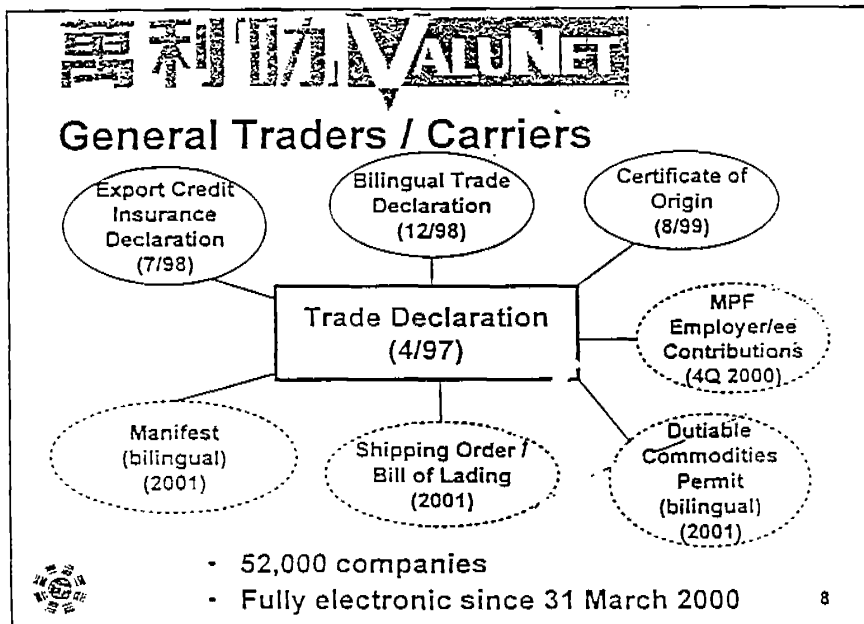 VALUNET
General Traders / Carriers
Export Credit
Insurance
Declaration
(7/98)
Bilingual Trade
Declaration
(12/98)
Certificate of
Origin
(8/99)
Trade Declaration
(4/97)
MPF
Employer/ee
Contributions
(4Q 2000)
Manifest
(bilingual)
(2001)
Shipping Order /
Bill of Lading
(2001)
Dutiable
Commodities
Permit
(bilingual)
(2001)
- 52,000 companies
- Fully electronic since 31 March 2000
8